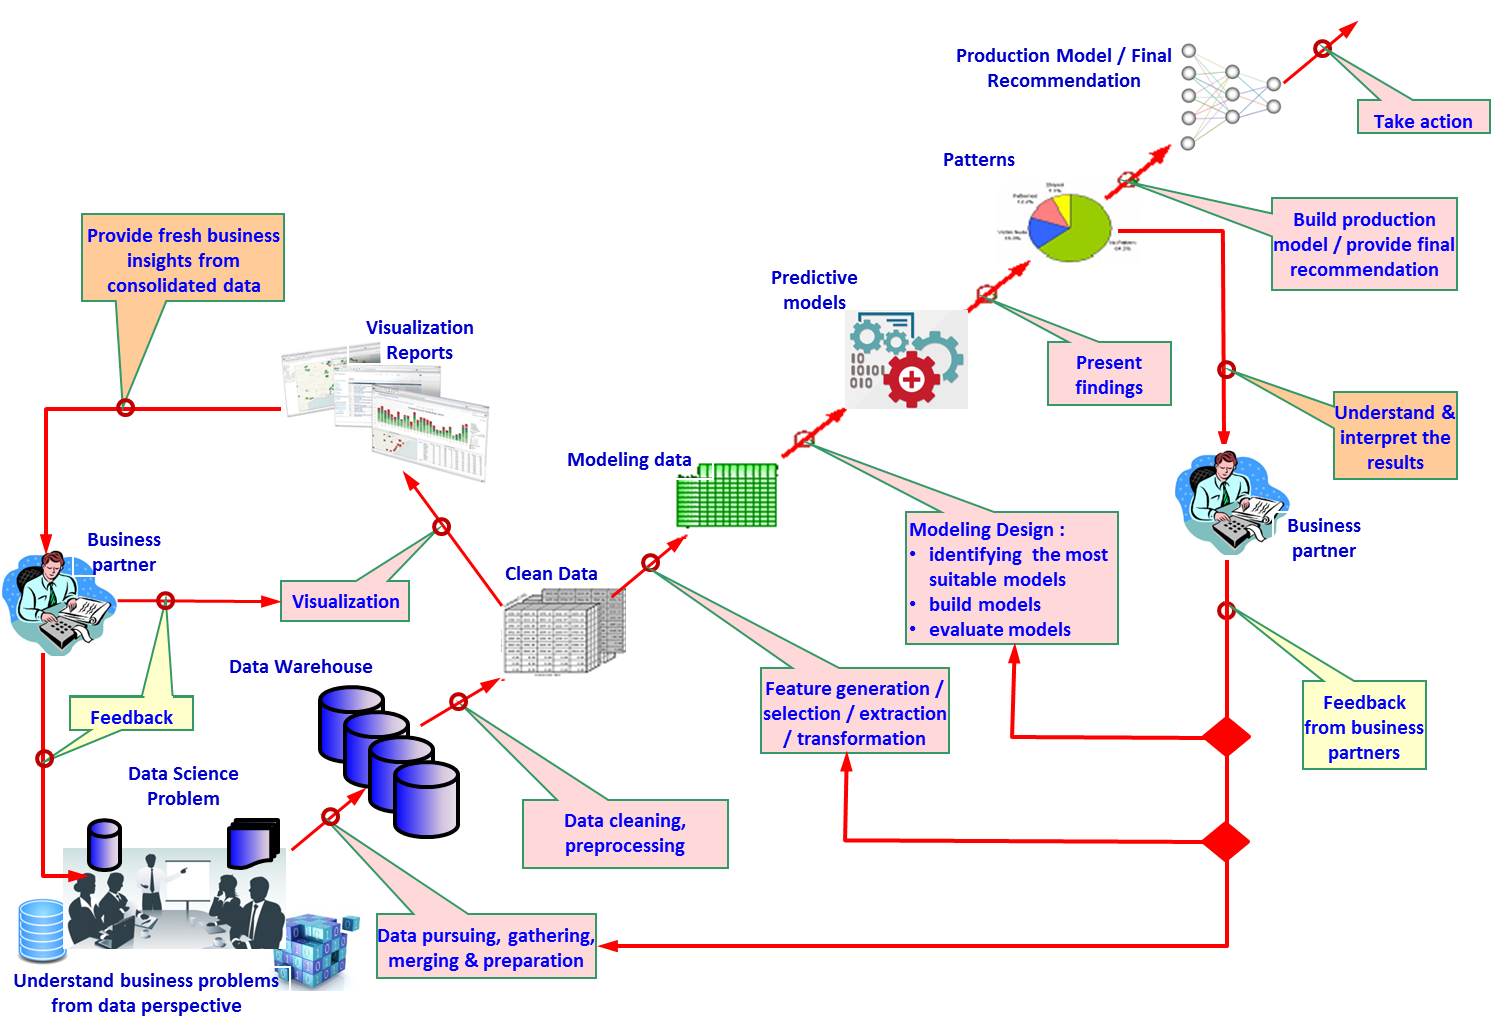 Production Model / Final
Recommendation
Take action
Patterns
Build production
model / provide final
recommendation
Provide fresh business
insights from
consolidated data
Predictive
models
Visualization
Reports
Present
findings
Understand &
interpret the
results
Modeling data
Business
partner
Modeling Design :
• identifying the most
suitable models
• build models
• evaluate models
Business
partner
Clean Data
Visualization
Data Warehouse
Feature generation /
selection / extraction
/ transformation
Feedback
from business
partners
Feedback
Data Science
Problem
Data cleaning,
preprocessing
Data pursuing, gathering,
merging & preparation
Understand business problems
from data perspective
10
10101
010